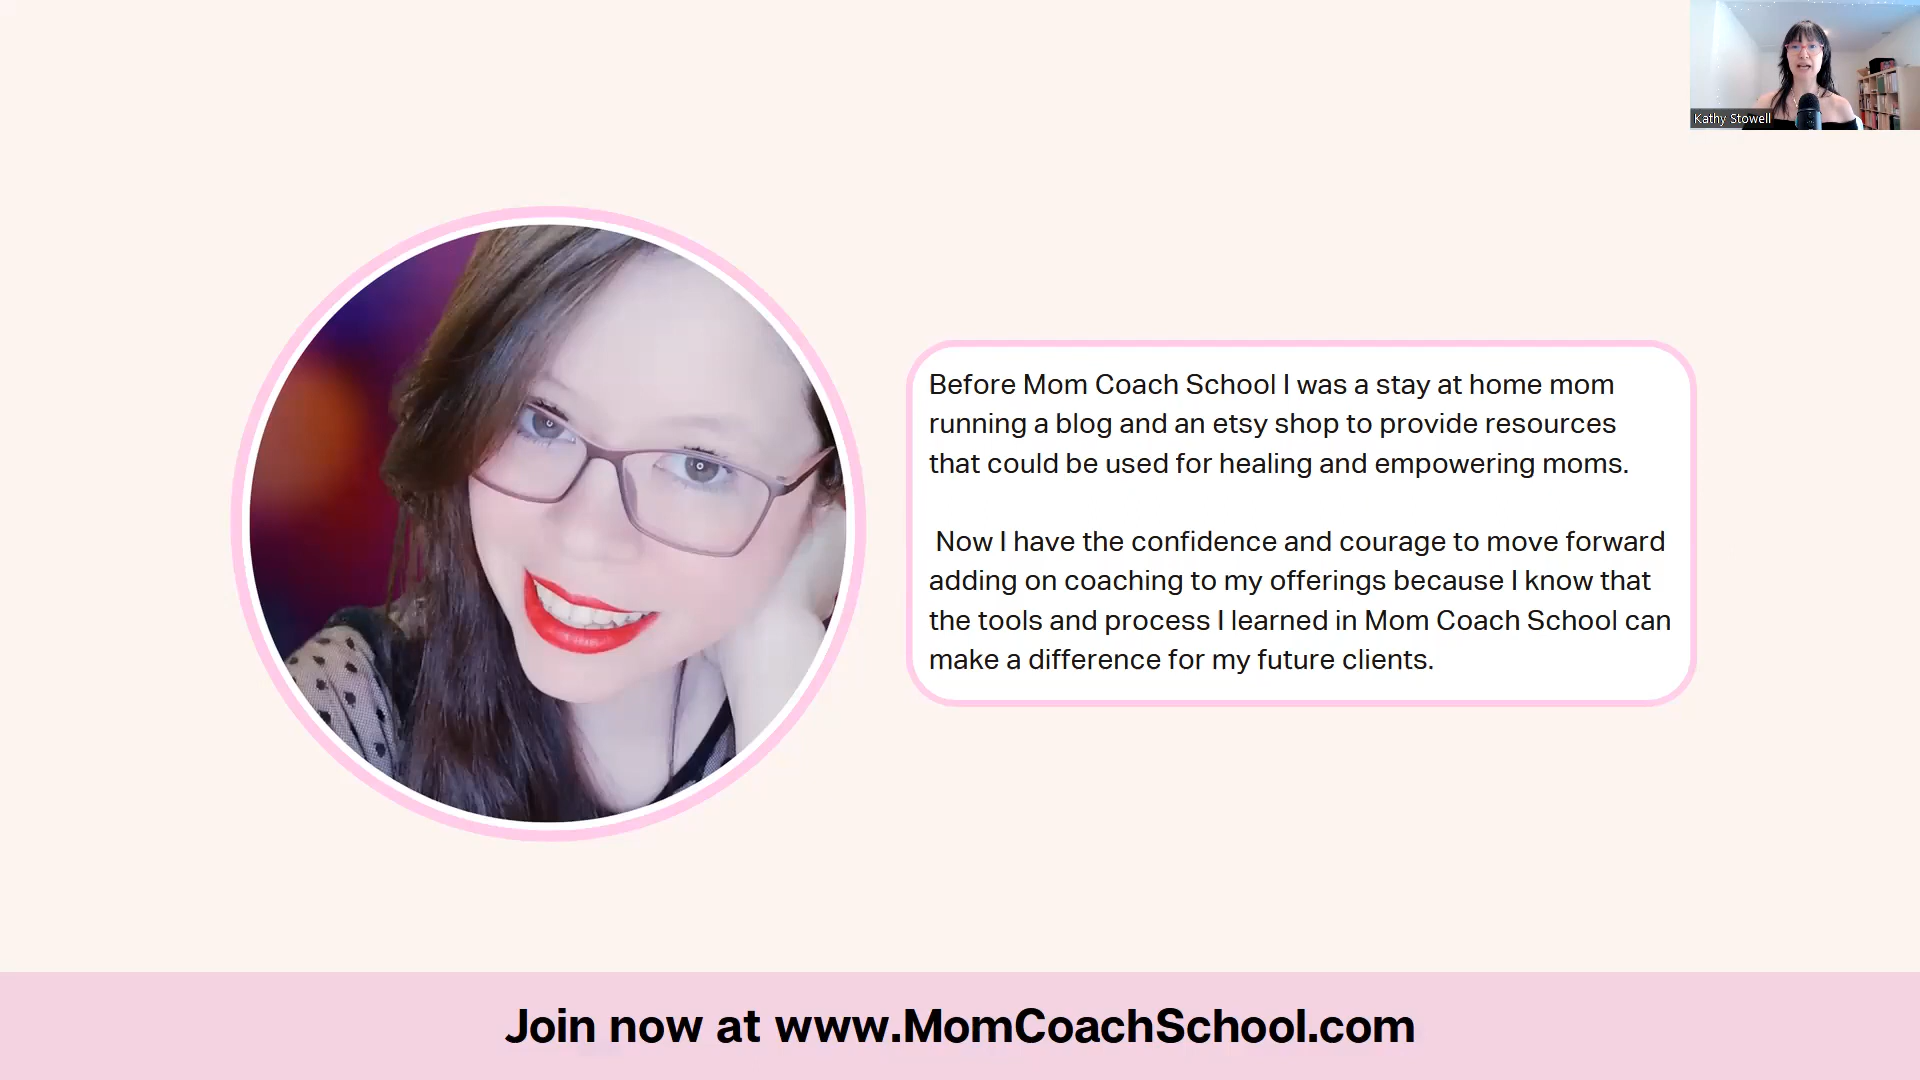 Kathy Stowell
Before Mom Coach School I was a stay at home mom
running a blog and an etsy shop to provide resources
that could be used for healing and empowering moms.
Now I have the confidence and courage to move forward
adding on coaching to my offerings because I know that
the tools and process I learned in Mom Coach School can
make a difference for my future clients.
Join now at www.MomCoachSchool.com